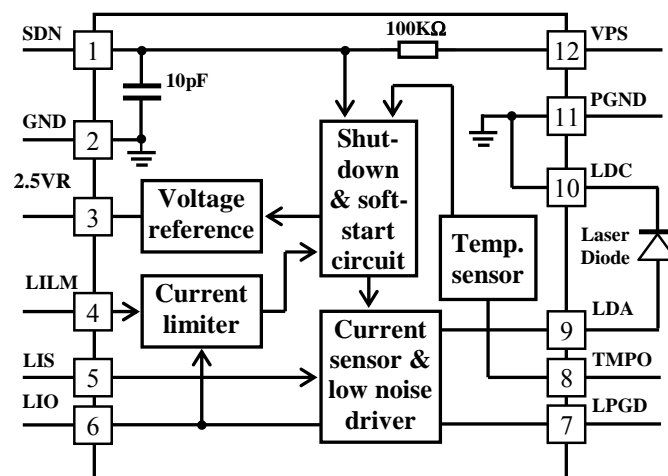 SDN
1
100KΩ
12
VPS
10pF
PGND
11
GND
2
Shut-
down
& soft-
start
circuit
LDC
10
2.5VR
3
Voltage
reference
Temp.
sensor
Laser
Diode
LILM
4
Current
limiter
LDA
9
Current
sensor &
low noise
driver
LIS
5
TMPO
8
LIO
6
LPGD
7